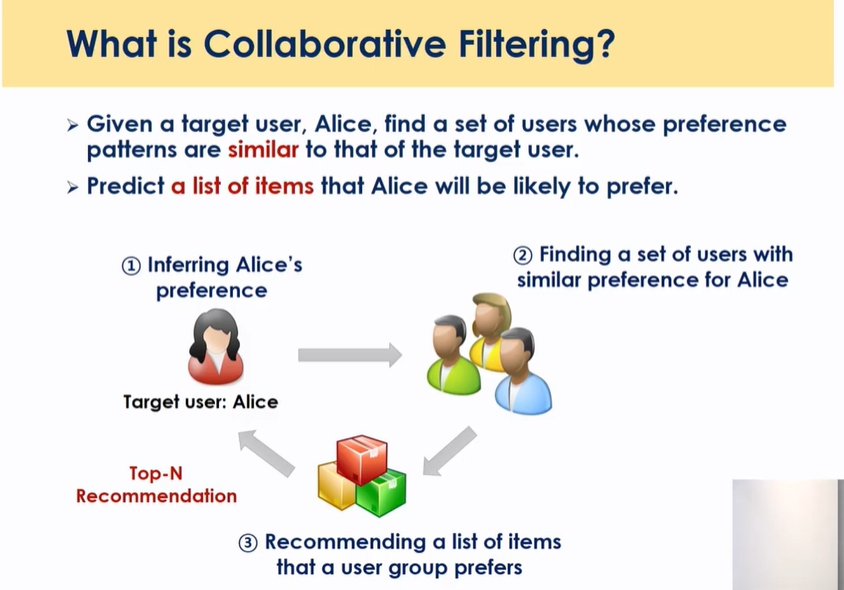 What is Collaborative Filtering?
➢ Given a target user, Alice, find a set of users whose preference
patterns are similar to that of the target user.
➢ Predict a list of items that Alice will be likely to prefer.
① Inferring Alice's
preference
② Finding a set of users with
similar preference for Alice
Target user: Alice
Top-N
Recommendation
③ Recommending a list of items
that a user group prefers